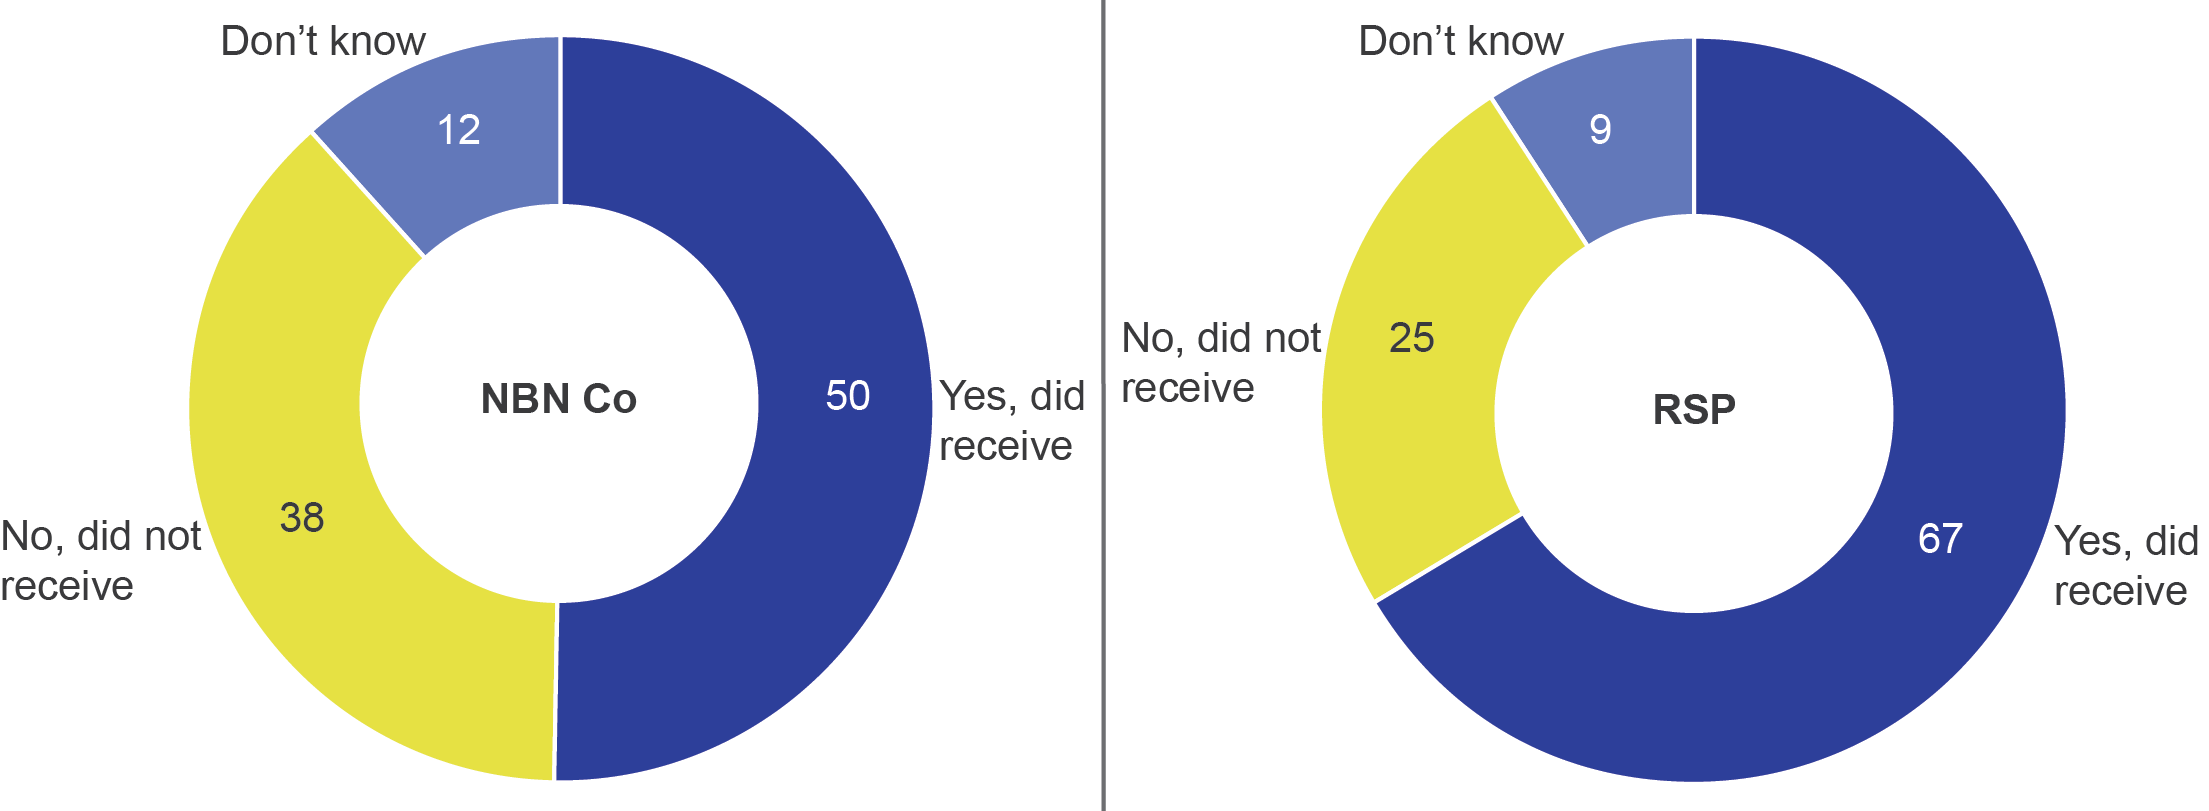 Don’t know
12
50
Yes, did
receive
NBN Co
38
No, did not
receive
Don’t know
9
No, did not
receive
25
RSP
67
Yes, did
receive